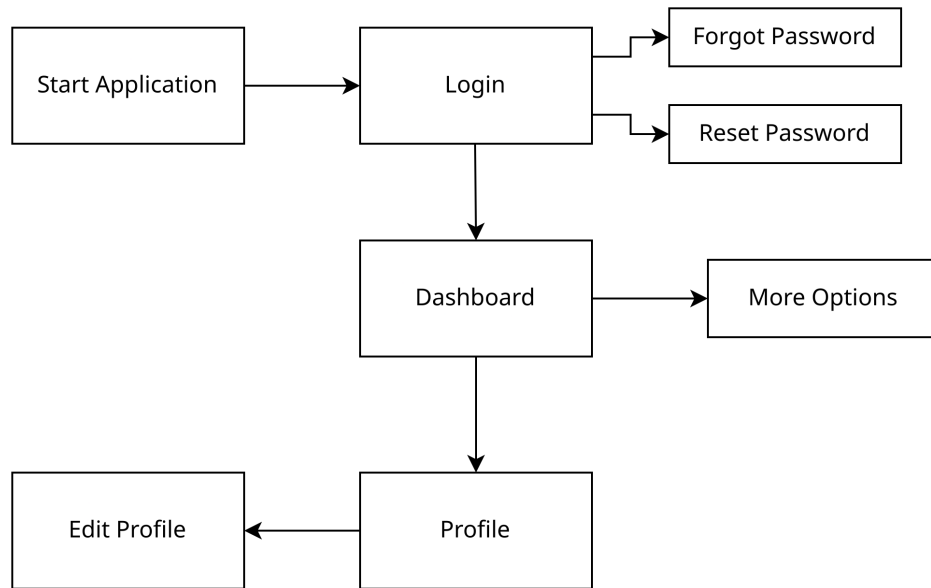 Start Application
Login
Forgot Password
Reset Password
Dashboard
More Options
Edit Profile
Profile